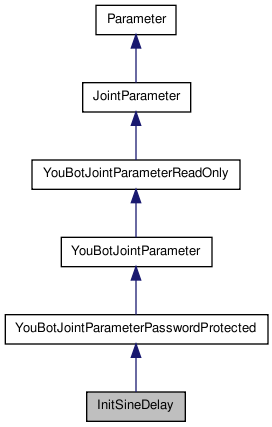 Parameter
JointParameter
YouBotJointParameterReadOnly
YouBotJointParameter
YouBotJointParameterPasswordProtected
InitSineDelay